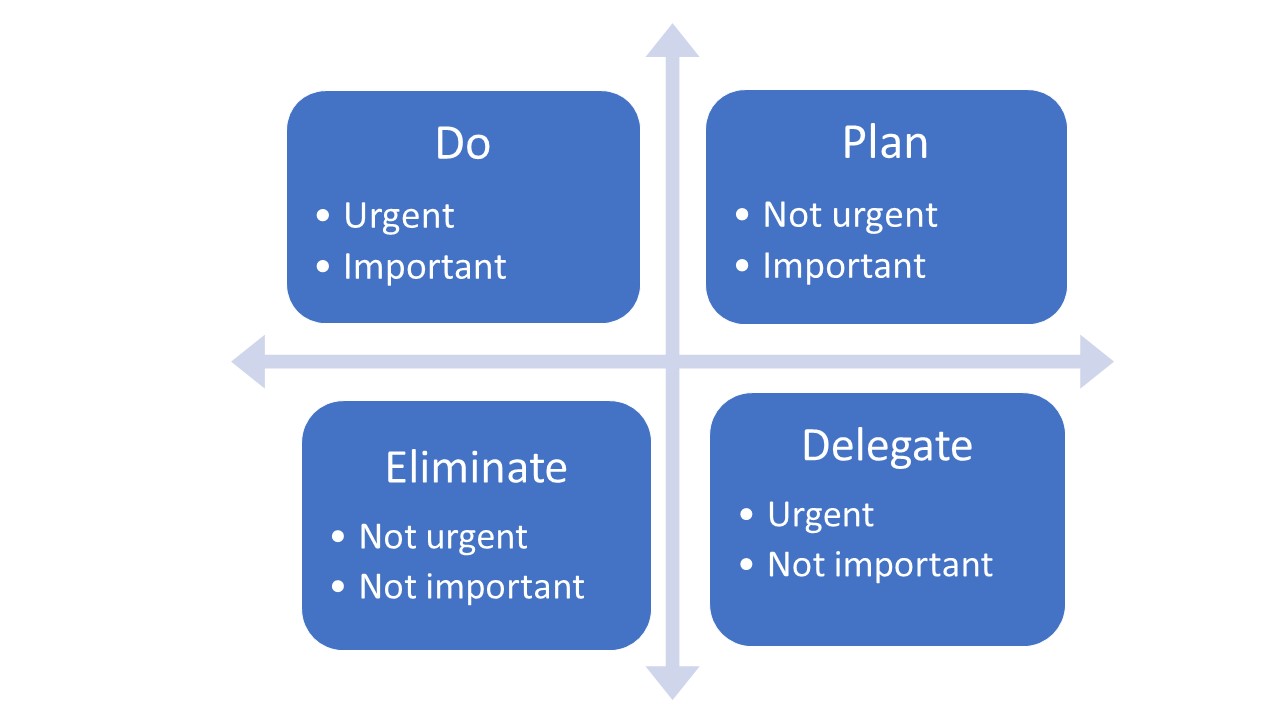 Do
• Urgent
• Important
Plan
• Not urgent
• Important
Eliminate
• Not urgent
• Not important
Delegate
• Urgent
• Not important